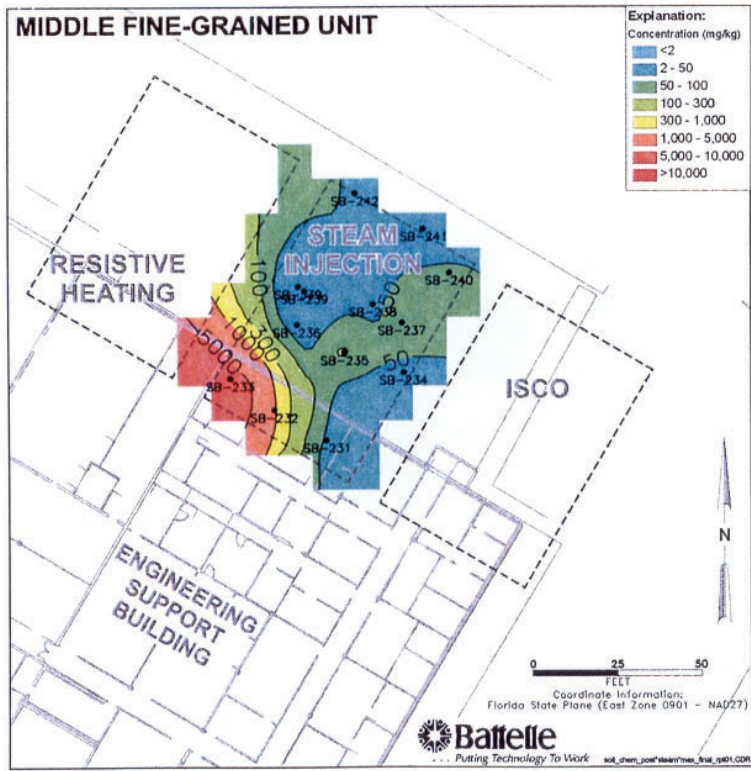 MIDDLE FINE-GRAINED UNIT
Explanation:
Concentration (mg/kg)
<2
2 - 50
50 - 100
100 - 300
300 - 1,000
1,000 - 5,000
5,000 - 10,000
>10,000
SB-242
SB-241
STEAM
INJECTION
RESISTIVE
HEATING
100
SB-240
SB-239
50
SB-238
SB-236
SB-237
300
1000
5000
SB-235
50
SB-234
SB-233
ISCO
SB-232
SB-231
N
ENGINEERING
SUPPORT
BUILDING
0 25 50
FEET
Coordinate Information:
Florida State Plane (East Zone 0901 - NAD27)
Battelle
... Putting Technology To Work